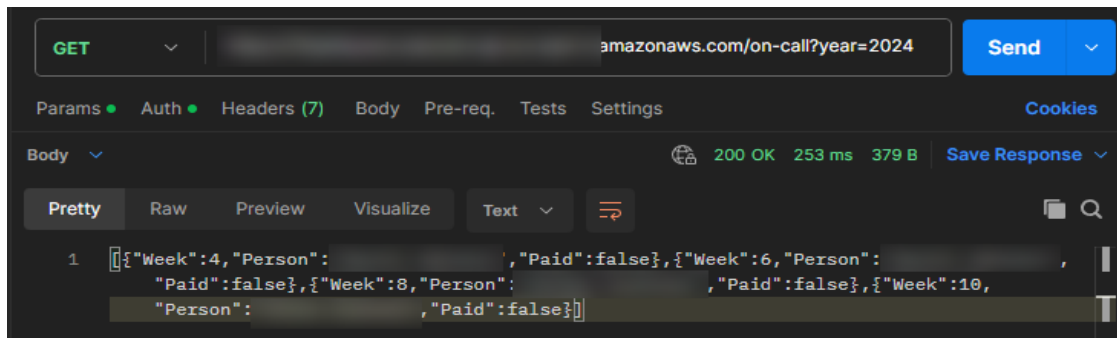 GET amazonaws.com/on-call?year=2024 Send
Params Auth Headers (7) Body Pre-req. Tests Settings Cookies
Body 200 OK 253 ms 379 B Save Response
Pretty Raw Preview Visualize Text
1 [{"Week":4,"Person": ","Paid":false},{"Week":6,"Person": ,
"Paid":false},{"Week":8,"Person": ,"Paid":false},{"Week":10,
"Person": ,"Paid":false}]